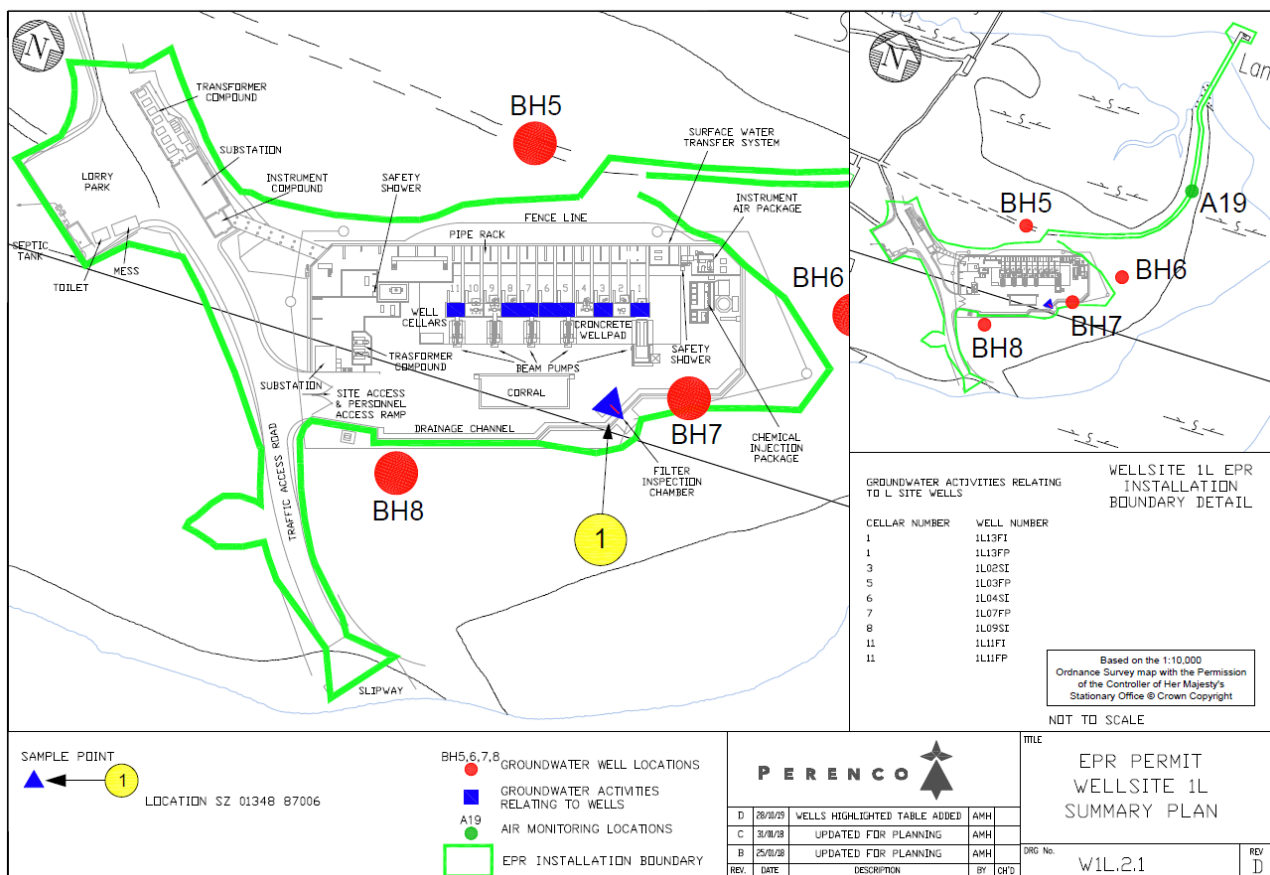 N
TRANSFORMER
COMPOUND
SUBSTATION
INSTRUMENT
COMPOUND
LORRY
PARK
SEPTIC
TANK
MESS
TOILET
SAFETY
SHOWER
BH5
SURFACE WATER
TRANSFER SYSTEM
INSTRUMENT
AIR PACKAGE
FENCE LINE
PIPE RACK
BH6
11 10 9 8 7 6 5 4 3 2 1
WELL
CELLARS
CRONCRETE
WELLPAD
TRASFORMER
COMPOUND
BEAM PUMPS
SAFETY
SHOWER
SUBSTATION
SITE ACCESS
& PERSONNEL
ACCESS RAMP
CORRAL
DRAINAGE CHANNEL
BH7
CHEMICAL
INJECTION
PACKAGE
FILTER
INSPECTION
CHAMBER
BH8
TRAFFIC ACCESS ROAD
1
SLIPWAY
N
Lan
S
S
S
S
A19
BH5
BH6
BH7
BH8
S
S
WELLSITE 1L EPR
INSTALLATION
BOUNDARY DETAIL
GROUNDWATER ACTIVITIES RELATING
TO L SITE WELLS
CELLAR NUMBER WELL NUMBER
1 1L13FI
1 1L13FP
3 1L02SI
5 1L03FP
6 1L04SI
7 1L07FP
8 1L09SI
11 1L11FI
11 1L11FP
Based on the 1:10,000
Ordnance Survey map with the Permission
of the Controller of Her Majesty's
Stationary Office © Crown Copyright
NOT TO SCALE
SAMPLE POINT
1
LOCATION SZ 01348 87006
BH5,6,7,8 GROUNDWATER WELL LOCATIONS
GROUNDWATER ACTIVITIES
RELATING TO WELLS
A19 AIR MONITORING LOCATIONS
EPR INSTALLATION BOUNDARY
PERENCO
D 28/10/19 WELLS HIGHLIGHTED TABLE ADDED AMH
C 31/01/18 UPDATED FOR PLANNING AMH
B 25/01/18 UPDATED FOR PLANNING AMH
REV. DATE DESCRIPTION BY CH'D
TITLE
EPR PERMIT
WELLSITE 1L
SUMMARY PLAN
DRG No. W1L.2.1
REV D